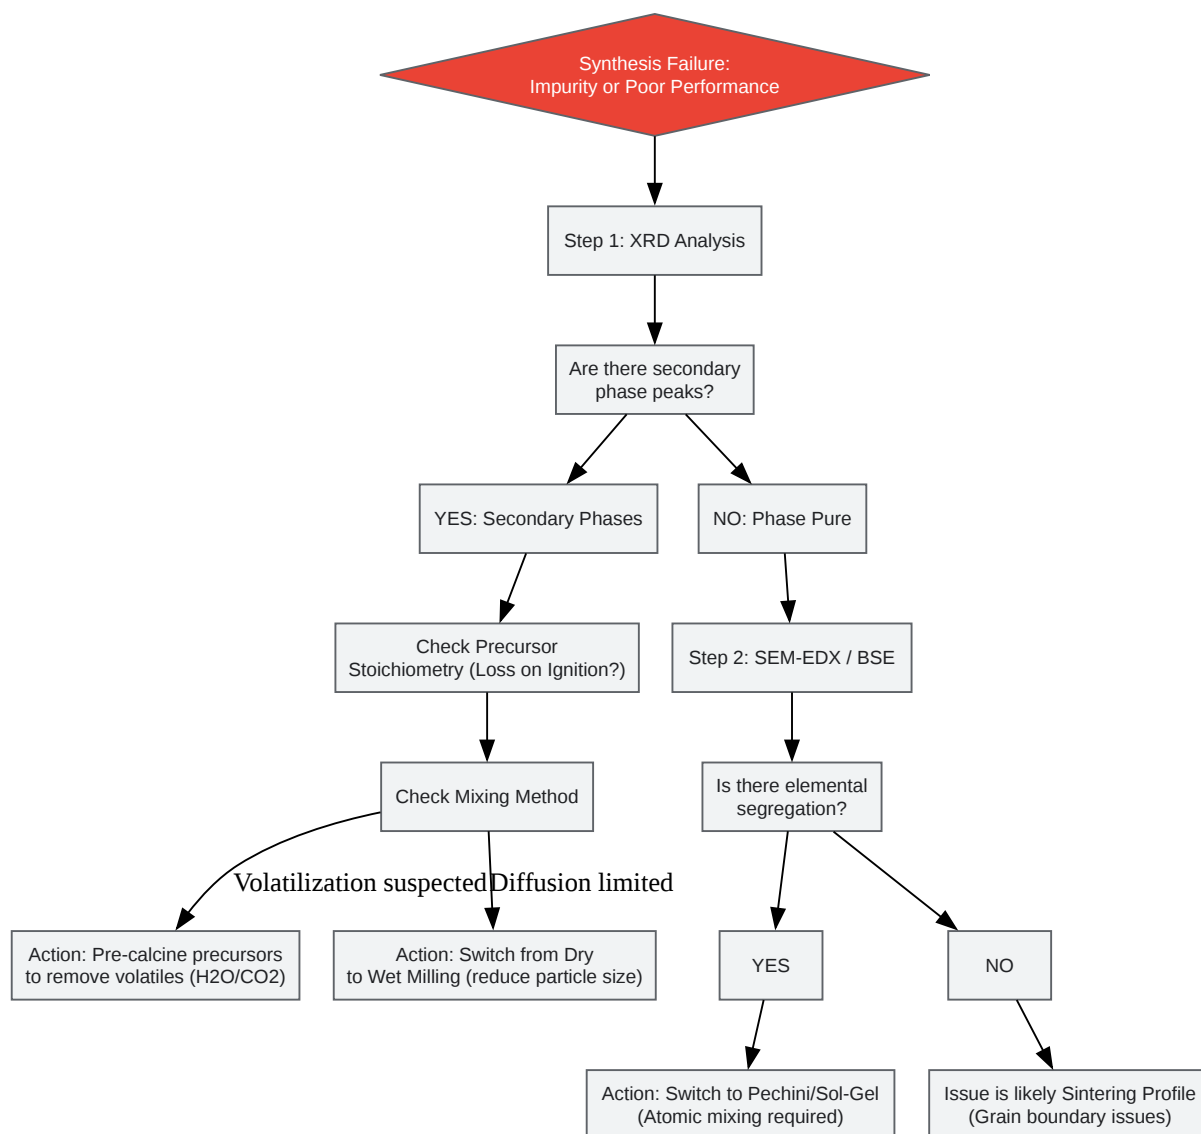 Synthesis Failure:
Impurity or Poor Performance
Step 1: XRD Analysis
Are there secondary
phase peaks?
YES: Secondary Phases
NO: Phase Pure
Check Precursor
Stoichiometry (Loss on Ignition?)
Step 2: SEM-EDX / BSE
Check Mixing Method
Is there elemental
segregation?
Volatilization suspected
Diffusion limited
Action: Pre-calcine precursors
to remove volatiles (H2O/CO2)
Action: Switch from Dry
to Wet Milling (reduce particle size)
YES
NO
Action: Switch to Pechini/Sol-Gel
(Atomic mixing required)
Issue is likely Sintering Profile
(Grain boundary issues)